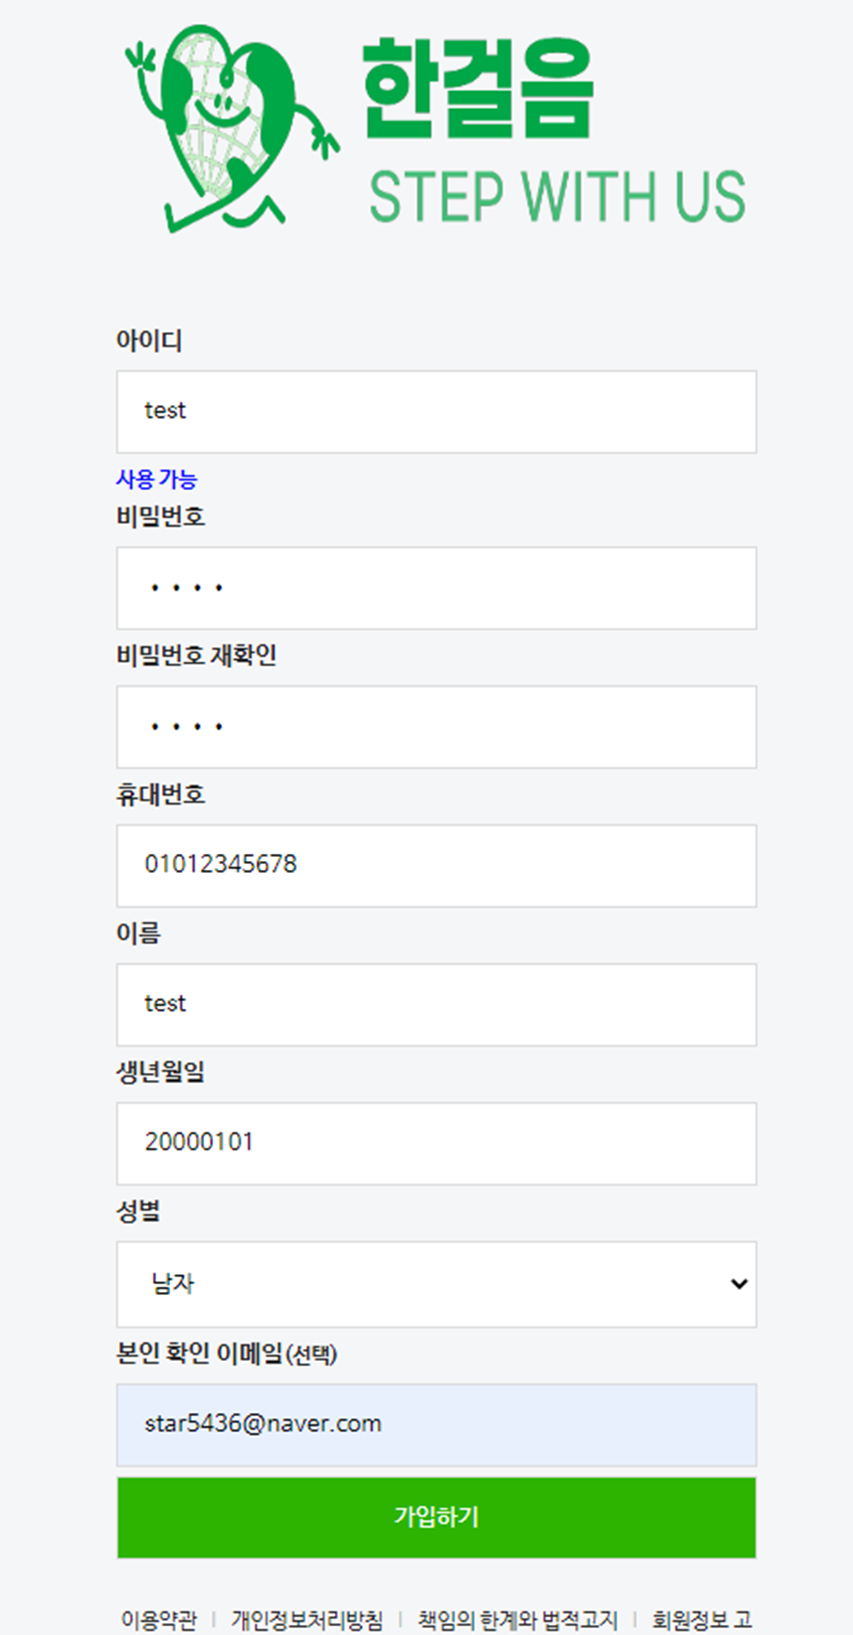 한걸음
STEP WITH US
아이디
test
사용 가능
비밀번호
••••
비밀번호 재확인
••••
휴대번호
01012345678
이름
test
생년월일
20000101
성별
남자
본인 확인 이메일(선택)
star5436@naver.com
가입하기
이용약관 | 개인정보처리방침 | 책임의 한계와 법적고지 | 회원정보 고